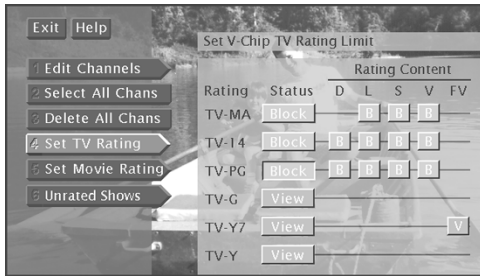 Exit Help
Set V-Chip TV Rating Limit
1 Edit Channels
2 Select All Chans
3 Delete All Chans
4 Set TV Rating
5 Set Movie Rating
6 Unrated Shows
Rating Content
Rating Status D L S V FV
TV-MA Block B B B
TV-14 Block B B B B
TV-PG Block B B B B
TV-G View
TV-Y7 View V
TV-Y View